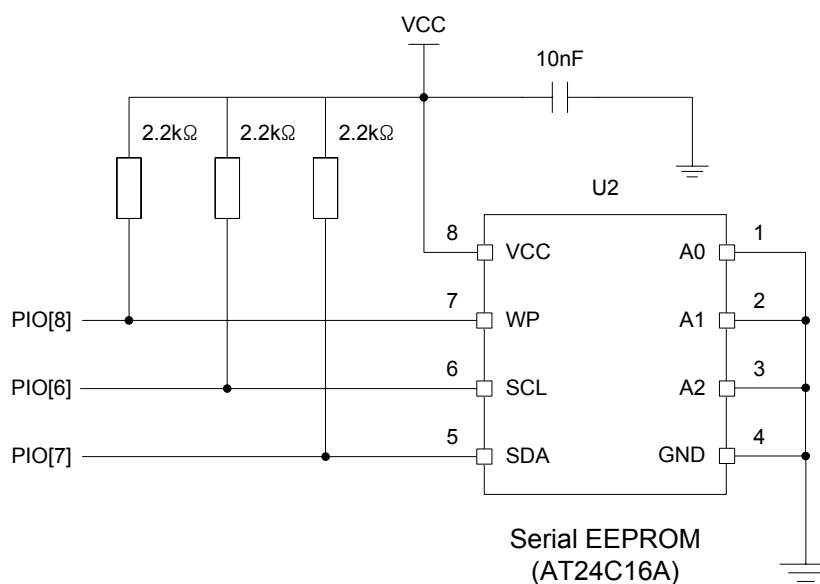 VCC
10nF
2.2kΩ 2.2kΩ 2.2kΩ
U2
8 VCC A0 1
PIO[8] 7 WP A1 2
PIO[6] 6 SCL A2 3
PIO[7] 5 SDA GND 4
Serial EEPROM
(AT24C16A)